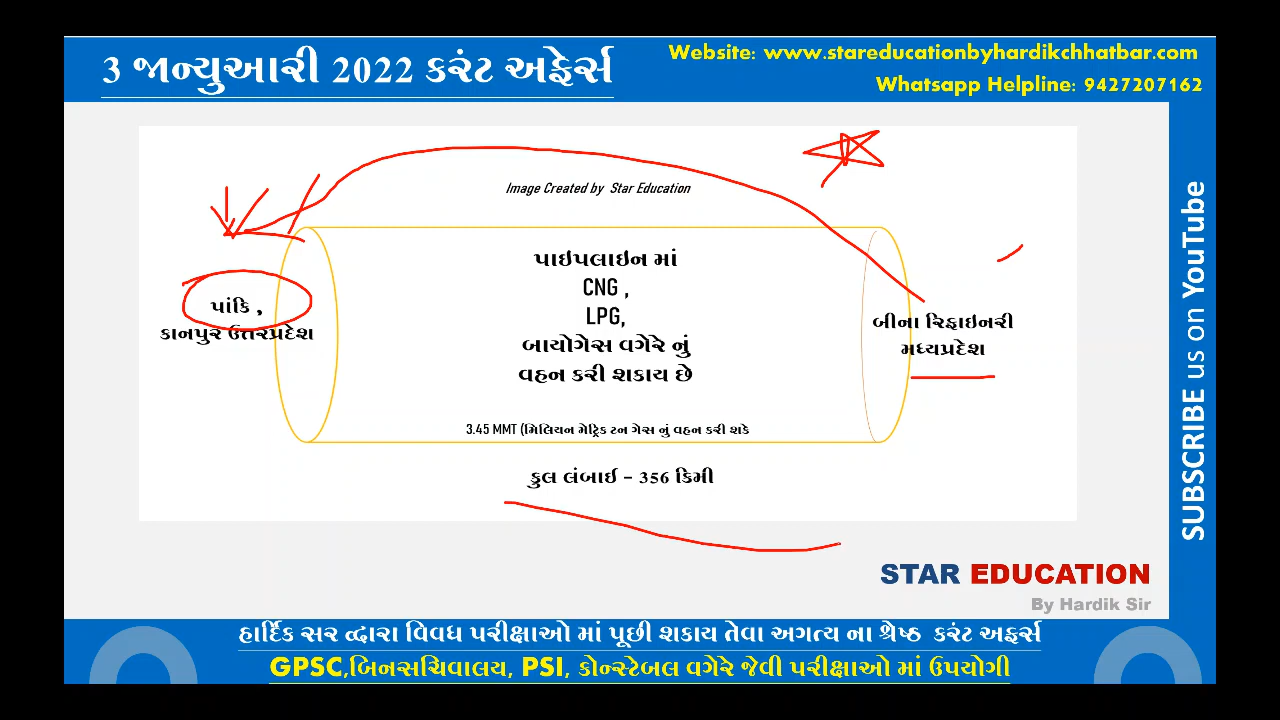 3 જાન્યુઆરી 2022 કરંટ અફેર્સ
Website: www.stareducationbyhardikchhatbar.com
Whatsapp Helpline: 9427207162
Image Created by Star Education
પાઇપલાઇન માં
CNG ,
LPG,
બાયોગેસ વગેરે નું
વહન કરી શકાય છે
3.45 MMT (મિલિયન મેટ્રિક ટન ગેસ નું વહન કરી શકે
પાંકિ ,
કાનપુર ઉત્તરપ્રદેશ
બીના રિફાઇનરી
મધ્યપ્રદેશ
કુલ લંબાઈ – 356 કિમી
SUBSCRIBE us on YouTube
STAR EDUCATION
By Hardik Sir
હાર્દિક સર ત્દ્વારા વિવધ પરીક્ષાઓ માં પૂછી શકાય તેવા અગત્ય ના શ્રેષ્ઠ કરંટ અફર્સ
GPSC,બિનસચિવાલય, PSI, કોન્સ્ટેબલ વગેરે જેવી પરીક્ષાઓ માં ઉપયોગી